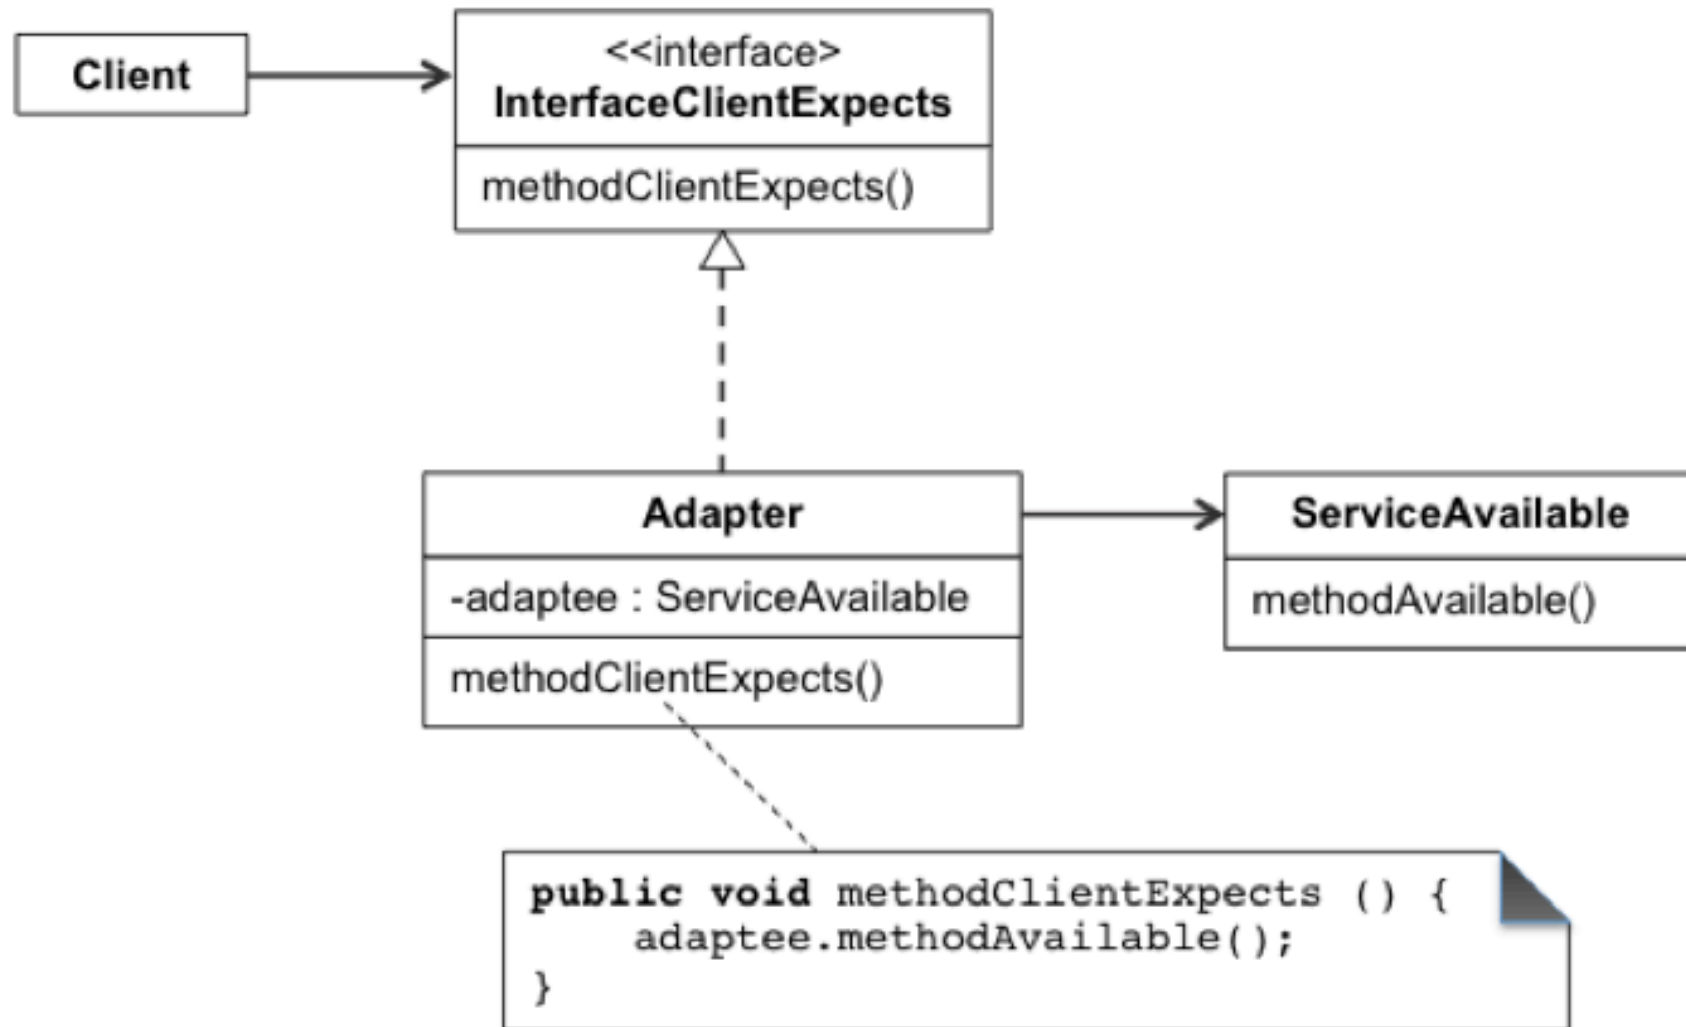 Client
<<interface>
InterfaceClientExpects
methodClientExpects()
Adapter
-adaptee : ServiceAvailable
methodClientExpects()
ServiceAvailable
methodAvailable()
public void methodClientExpects () {
adaptee.methodAvailable();
}